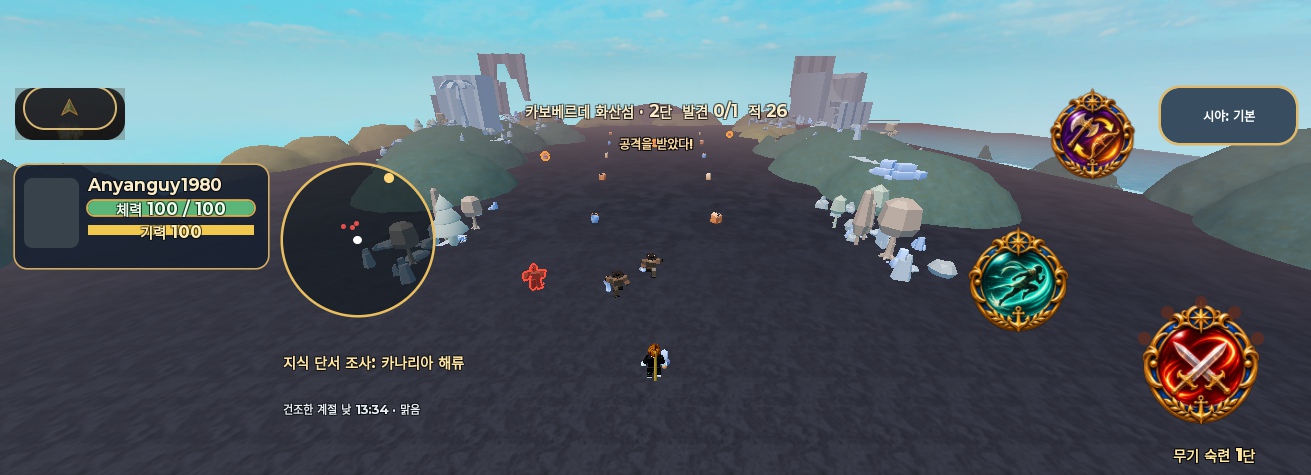 카보베르데 화산섬 · 2단 발견 0/1 적 26
공격을 받았다!
시야: 기본
Anyanguy1980
체력 100 / 100
기력 100
지식 단서 조사: 카나리아 해류
건조한 계절 낮 13:34 · 맑음
무기 숙련 1단